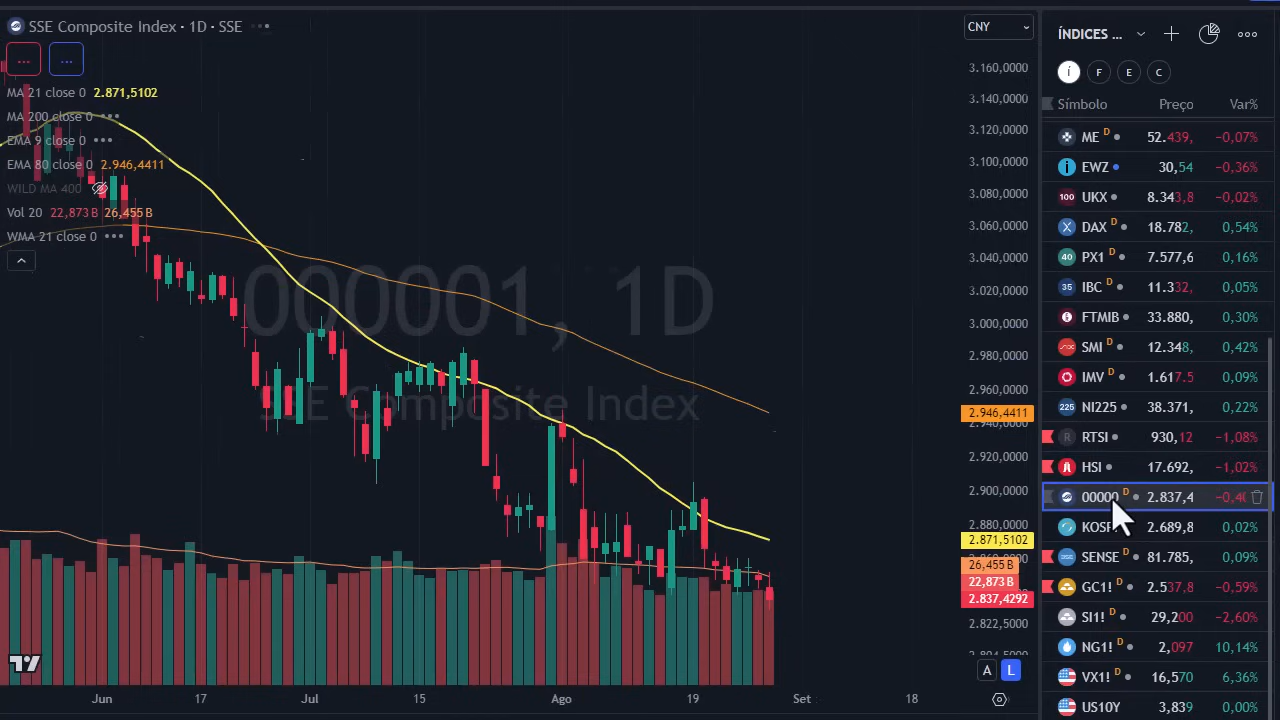 SSE Composite Index · 1D · SSE
MA 21 close 0 2.871,5102
MA 200 close 0
EMA 9 close 0
EMA 80 close 0 2.946,4411
WILD MA 400
Vol 20 22,873 B 26,455 B
WMA 21 close 0
000001, 1D
SSE Composite Index
CNY
3.160,0000
3.140,0000
3.120,0000
3.100,0000
3.080,0000
3.060,0000
3.040,0000
3.020,0000
3.000,0000
2.980,0000
2.960,0000
2.946,4411
2.940,0000
2.920,0000
2.900,0000
2.880,0000
2.871,5102
26,455 B
22,873 B
2.837,4292
2.822,5000
Jun 17 Jul 15 Ago 19 Set 18
A L
ÍNDICES ...
Í F E C
Símbolo Preço Var%
ME D 52.439, −0,07%
EWZ 30,54 −0,36%
100 UKX 8.343,8 −0,02%
X DAX D 18.782, 0,54%
40 PX1 D 7.577,6 0,16%
35 IBC D 11.332, 0,05%
FTMIB 33.880, 0,30%
SMI D 12.348, 0,42%
IMV D 1.617.5 0,09%
225 NI225 38.371, 0,22%
R RTSI 930,12 −1,08%
HSI 17.692, −1,02%
00000 D 2.837,4
KOSP 2.689,8 0,02%
SENSE D 81.785, 0,09%
GC1! D 2.537,8 −0,59%
SI1! D 29,200 −2,60%
NG1! D 2,097 10,14%
VX1! D 16,570 6,36%
US10Y 3,839 0,00%